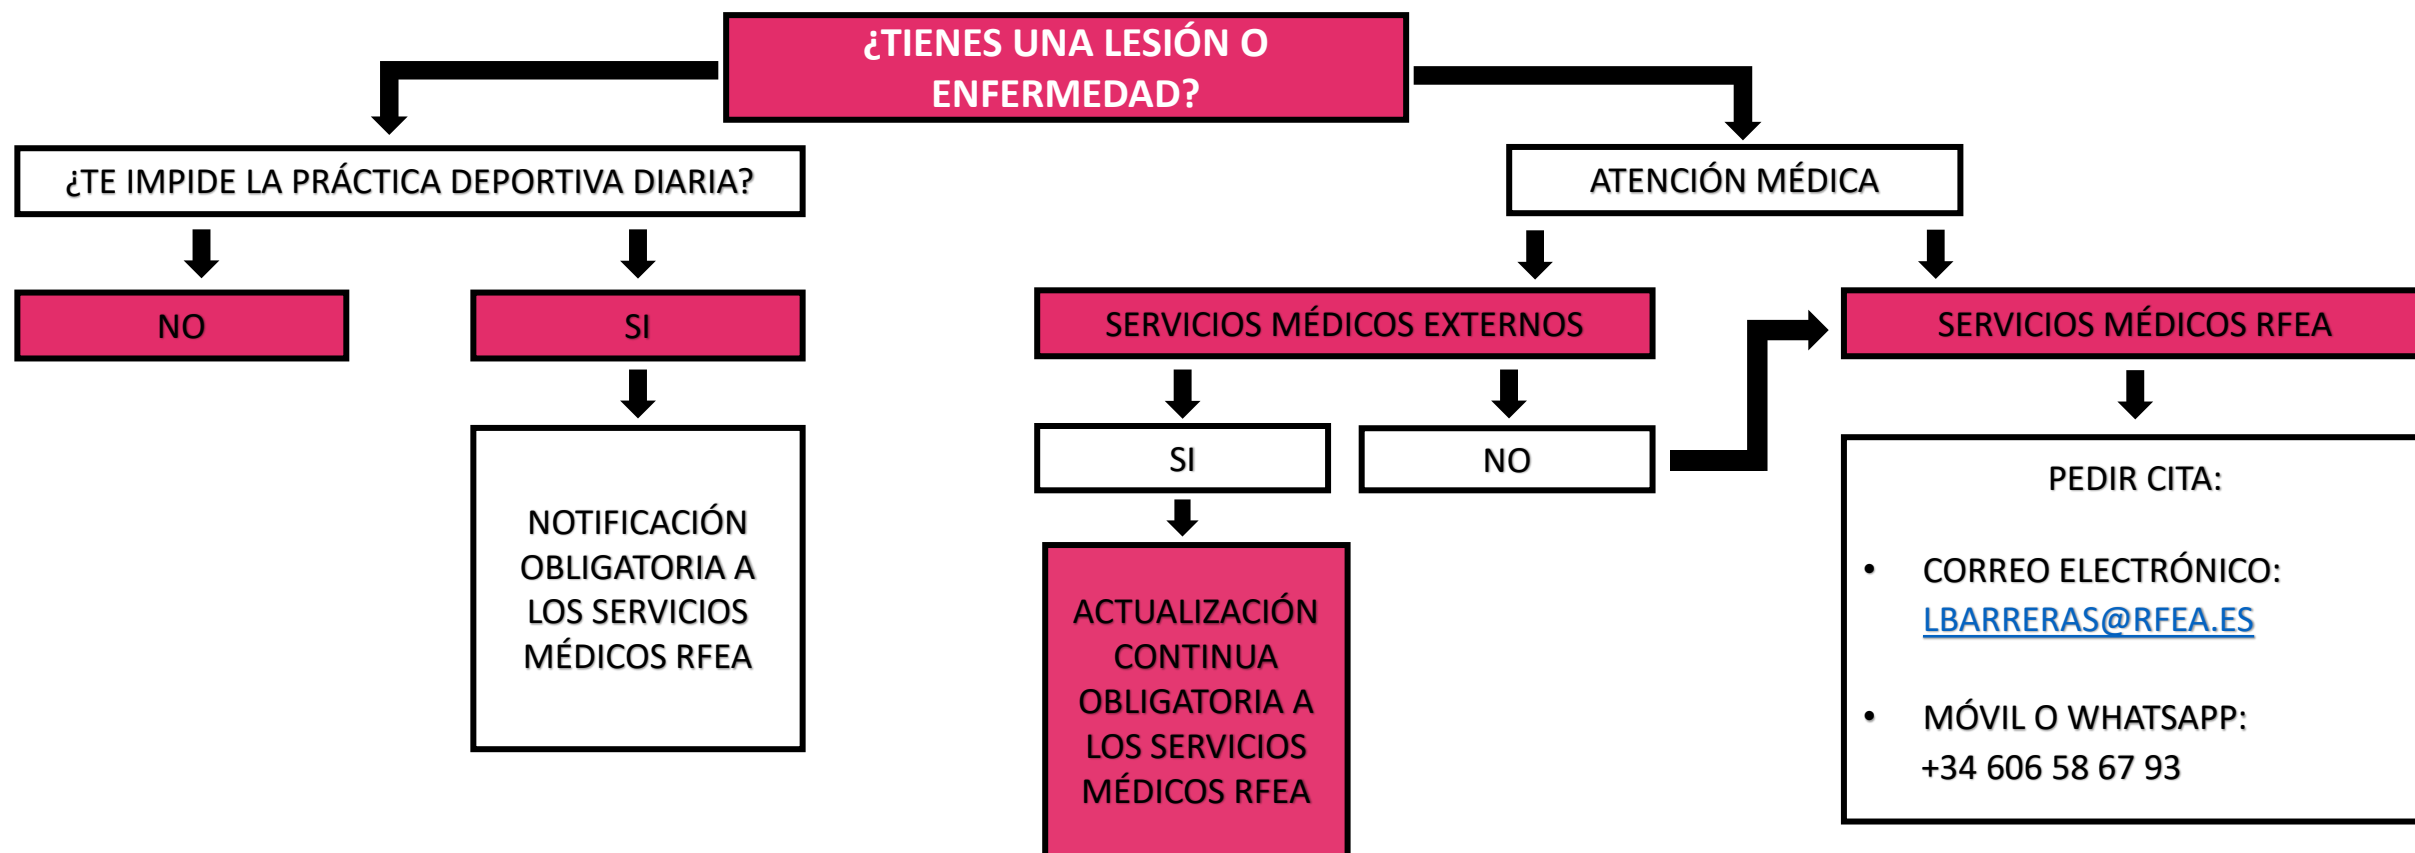 ¿TIENES UNA LESIÓN O
ENFERMEDAD?
¿TE IMPIDE LA PRÁCTICA DEPORTIVA DIARIA?
ATENCIÓN MÉDICA
NO
SI
SERVICIOS MÉDICOS EXTERNOS
SERVICIOS MÉDICOS RFEA
NOTIFICACIÓN
OBLIGATORIA A
LOS SERVICIOS
MÉDICOS RFEA
SI
NO
ACTUALIZACIÓN
CONTINUA
OBLIGATORIA A
LOS SERVICIOS
MÉDICOS RFEA
PEDIR CITA:
• CORREO ELECTRÓNICO:
LBARRERAS@RFEA.ES
• MÓVIL O WHATSAPP:
+34 606 58 67 93